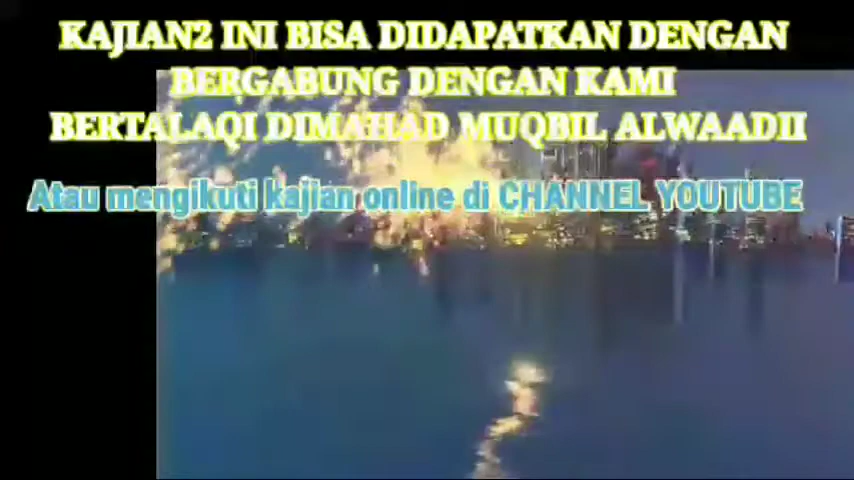 KAJIAN2 INI BISA DIDAPATKAN DENGAN
BERGABUNG DENGAN KAMI
BERTALAQI DIMAHAD MUQBIL ALWAADII
Atau mengikuti kajian online di CHANNEL YOUTUBE